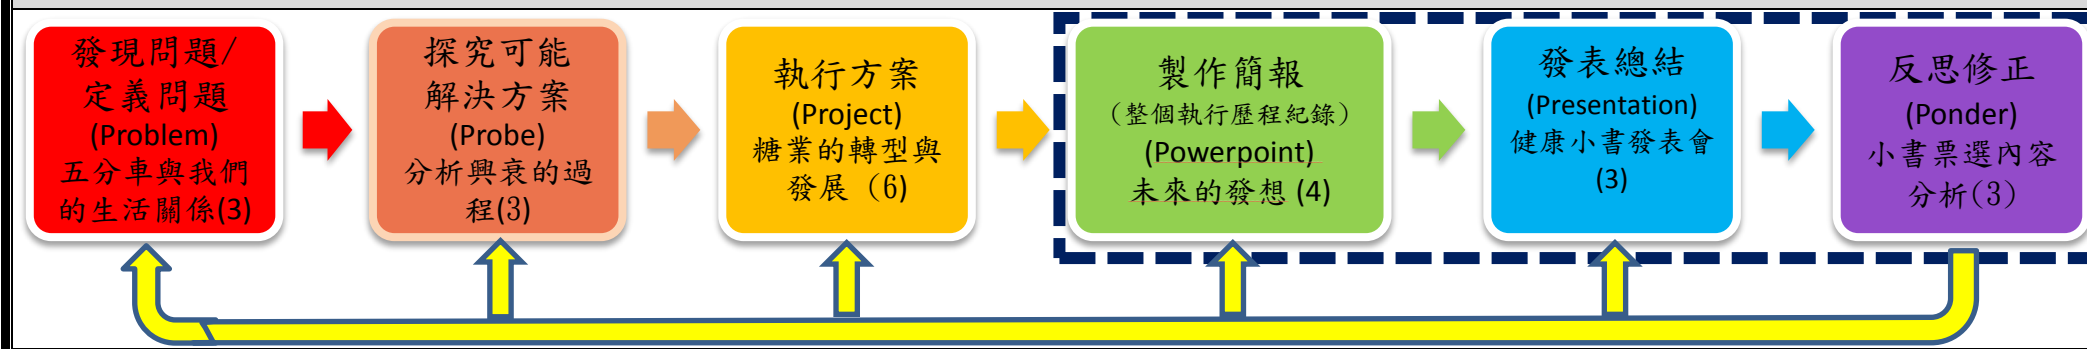 發現問題/
定義問題
(Problem)
五分車與我們
的生活關係(3)
探究可能
解決方案
(Probe)
分析興衰的過
程(3)
執行方案
(Project)
糖業的轉型與
發展（6)
製作簡報
（整個執行歷程紀錄）
(Powerpoint)
未來的發想 (4)
發表總結
(Presentation)
健康小書發表會
(3)
反思修正
(Ponder)
小書票選內容
分析(3）